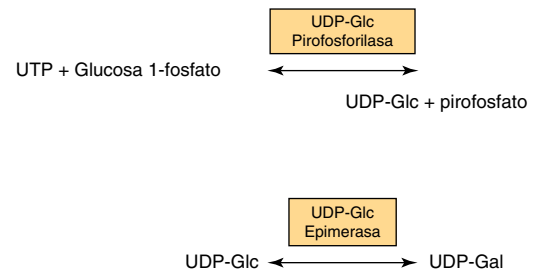 UDP-Glc
Pirofosforilasa
UTP + Glucosa 1-fosfato
UDP-Glc + pirofosfato
UDP-Glc
Epimerasa
UDP-Glc
UDP-Gal